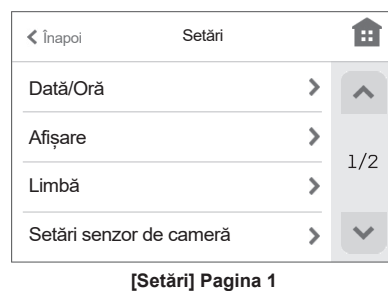 Înapoi
Setări
Dată/Oră
Afișare
1/2
Limbă
Setări senzor de cameră
[Setări] Pagina 1